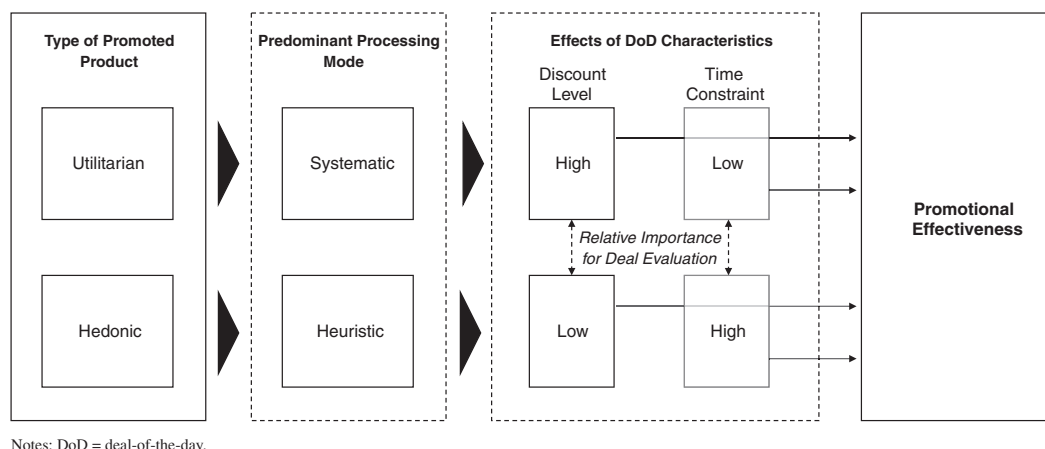 Type of Promoted
Product
Predominant Processing
Mode
Effects of DoD Characteristics
Discount
Level
Time
Constraint
Utilitarian
Systematic
High
Low
Relative Importance
for Deal Evaluation
Promotional
Effectiveness
Hedonic
Heuristic
Low
High
Notes: DoD = deal-of-the-day.